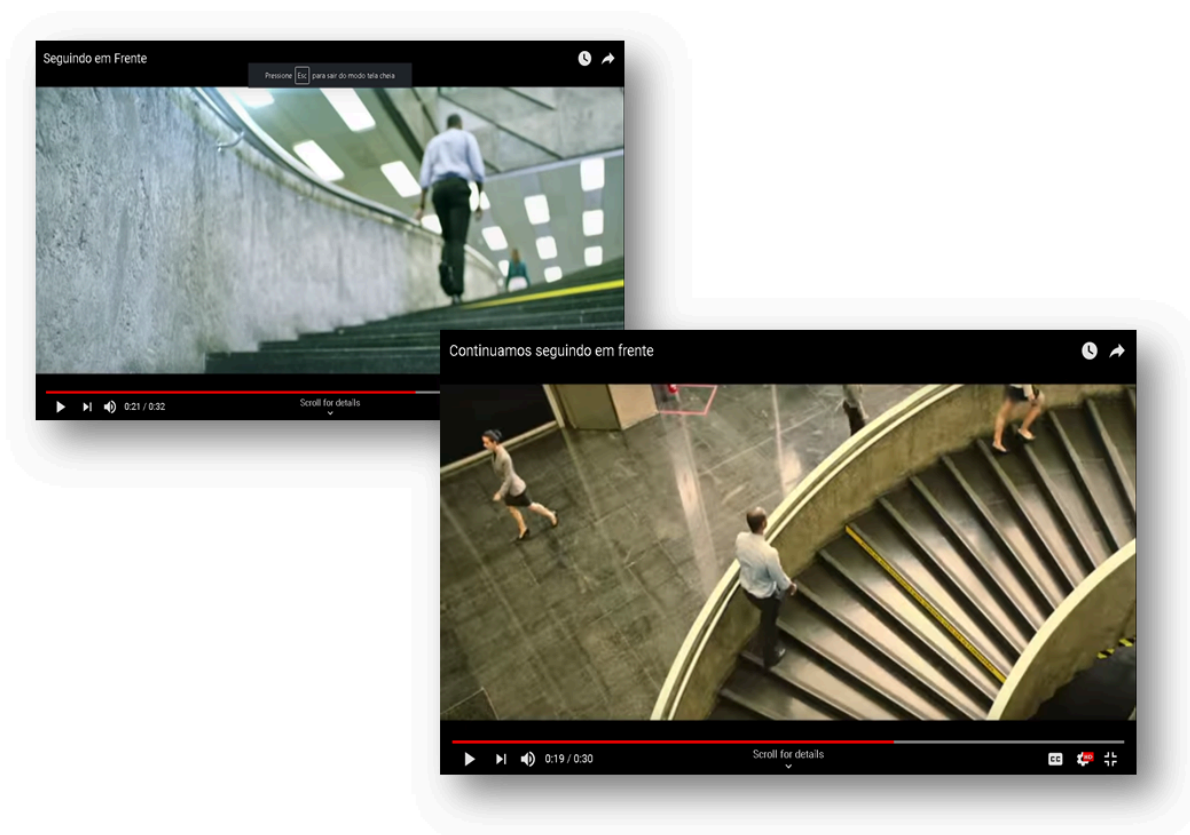 Seguindo em Frente
Pressione Esc para sair do modo tela cheia
0:21 / 0:32
Scroll for details
Continuamos seguindo em frente
0:19 / 0:30
Scroll for details
CC
HD